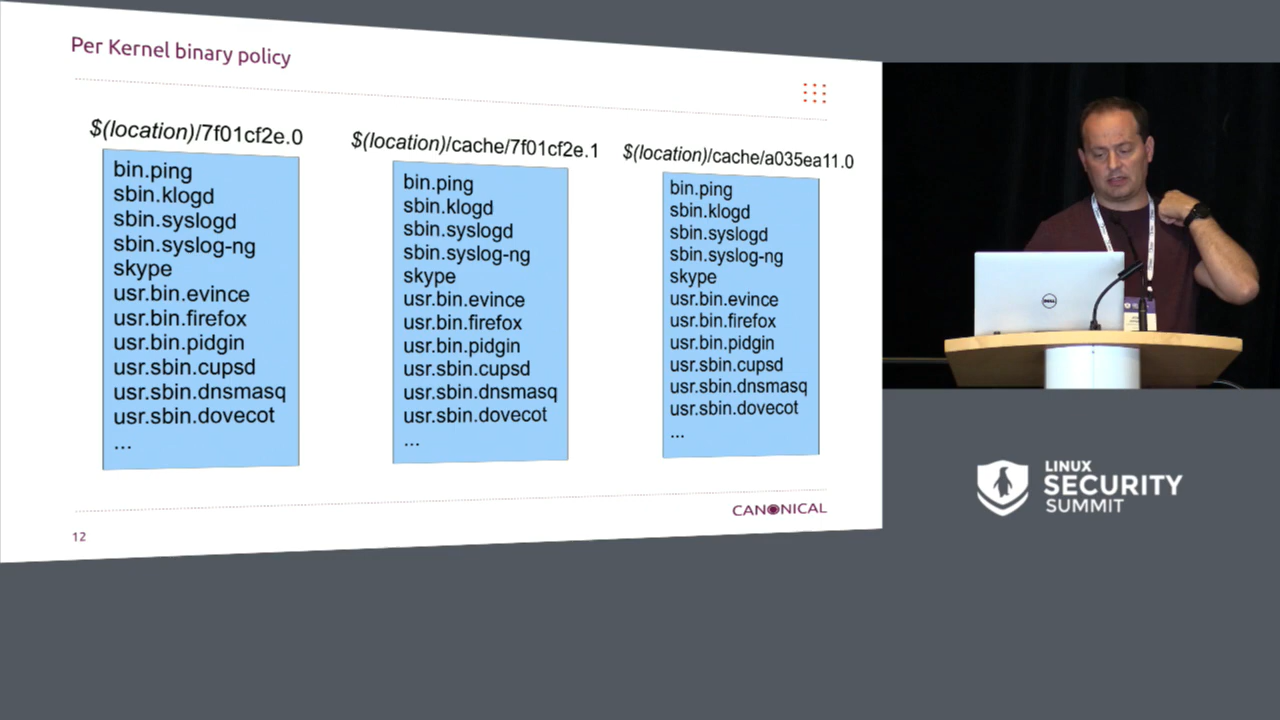 Per Kernel binary policy
$(location)/7f01cf2e.0
bin.ping
sbin.klogd
sbin.syslogd
sbin.syslog-ng
skype
usr.bin.evince
usr.bin.firefox
usr.bin.pidgin
usr.sbin.cupsd
usr.sbin.dnsmasq
usr.sbin.dovecot
...
$(location)/cache/7f01cf2e.1
bin.ping
sbin.klogd
sbin.syslogd
sbin.syslog-ng
skype
usr.bin.evince
usr.bin.firefox
usr.bin.pidgin
usr.sbin.cupsd
usr.sbin.dnsmasq
usr.sbin.dovecot
...
$(location)/cache/a035ea11.0
bin.ping
sbin.klogd
sbin.syslogd
sbin.syslog-ng
skype
usr.bin.evince
usr.bin.firefox
usr.bin.pidgin
usr.sbin.cupsd
usr.sbin.dnsmasq
usr.sbin.dovecot
...
CANONICAL
12
DELL
LINUX
SECURITY
SUMMIT